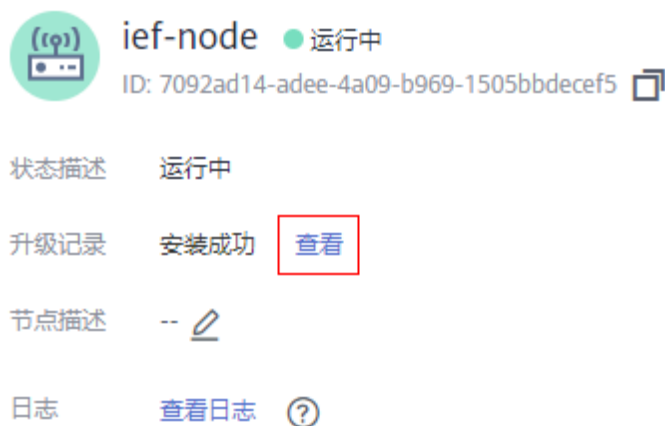 ief-node 运行中
ID: 7092ad14-adee-4a09-b969-1505bbdecef5
状态描述 运行中
升级记录 安装成功 查看
节点描述 --
日志 查看日志